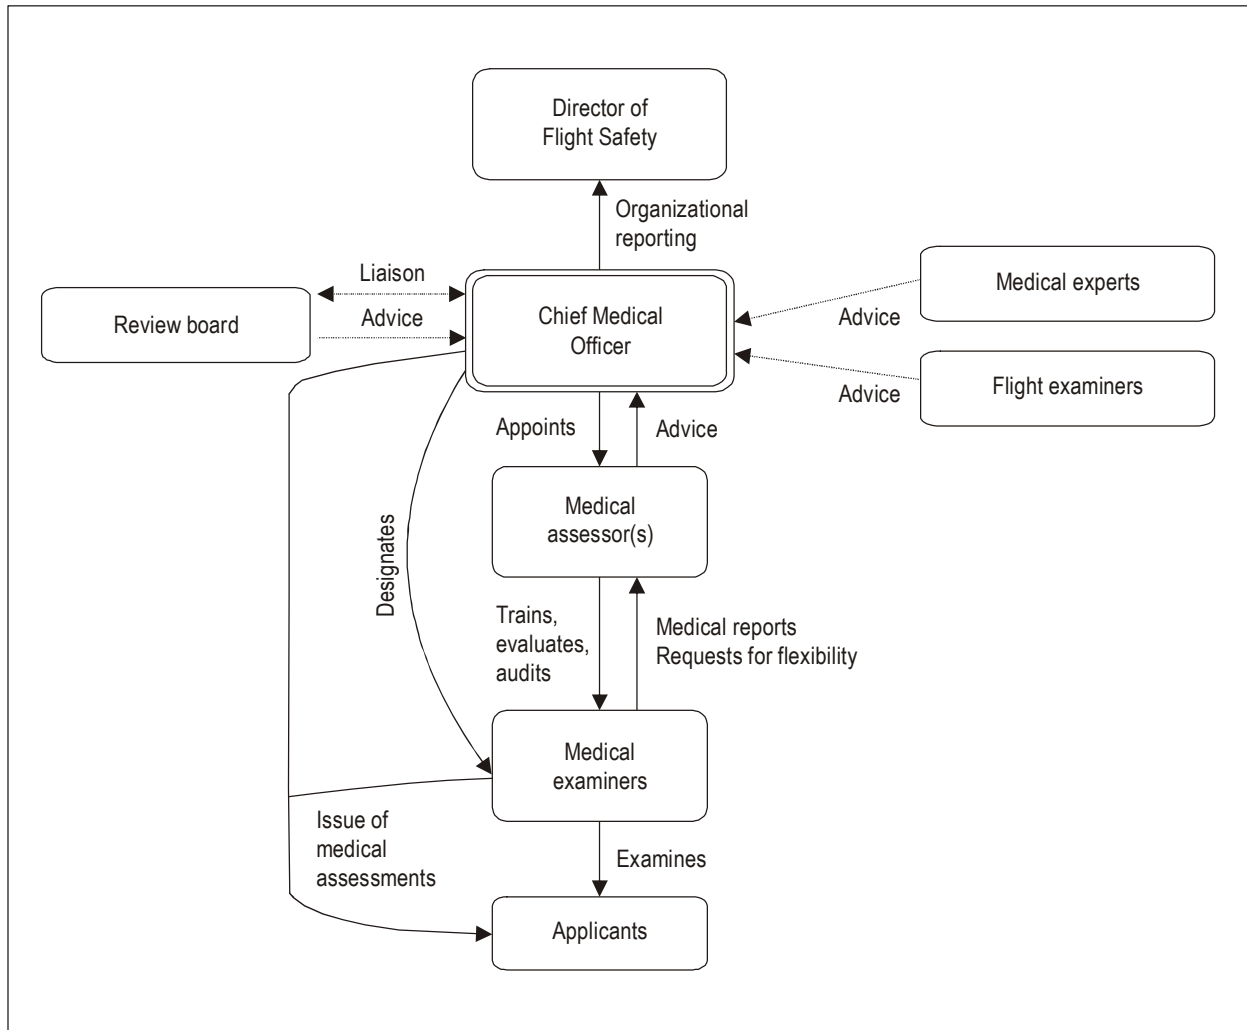 Director of
Flight Safety
Organizational
reporting
Liaison
Review board
Advice
Chief Medical
Officer
Medical experts
Advice
Flight examiners
Advice
Appoints
Advice
Medical
assessor(s)
Designates
Trains,
evaluates,
audits
Medical reports
Requests for flexibility
Medical
examiners
Issue of
medical
assessments
Examines
Applicants